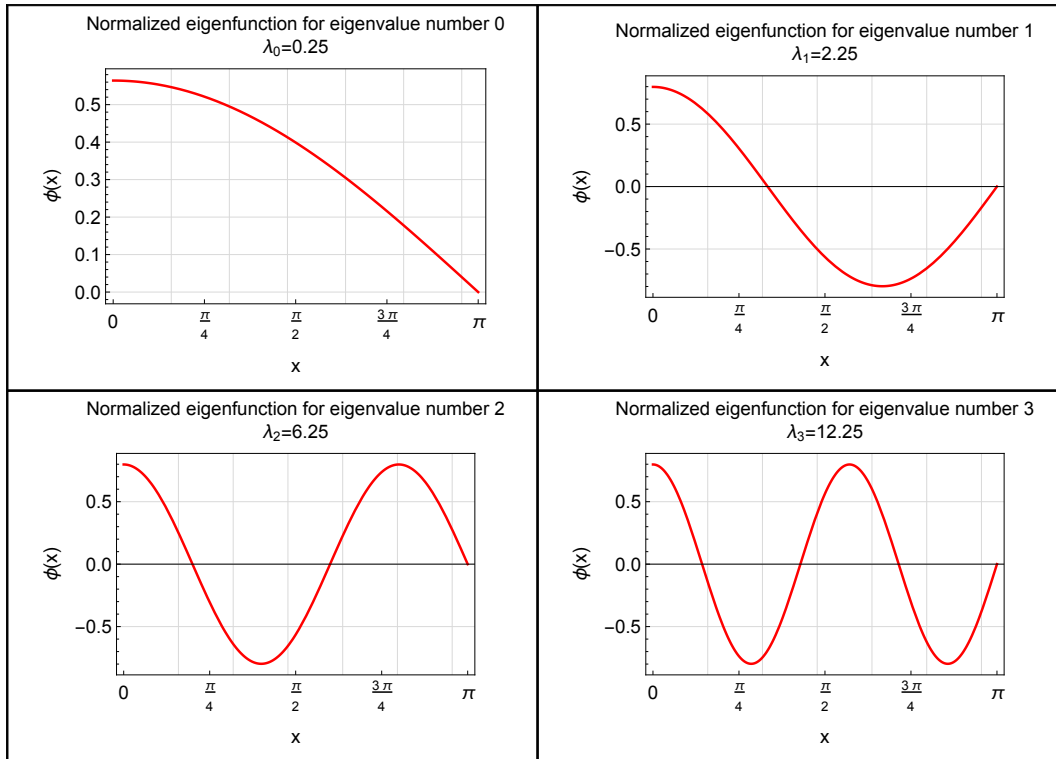 Normalized eigenfunction for eigenvalue number 0
λ₀=0.25
ϕ(x)
0.5
0.4
0.3
0.2
0.1
0.0
0
π/4
π/2
3 π/4
π
x
Normalized eigenfunction for eigenvalue number 1
λ₁=2.25
ϕ(x)
0.5
0.0
−0.5
0
π/4
π/2
3 π/4
π
x
Normalized eigenfunction for eigenvalue number 2
λ₂=6.25
ϕ(x)
0.5
0.0
−0.5
0
π/4
π/2
3 π/4
π
x
Normalized eigenfunction for eigenvalue number 3
λ₃=12.25
ϕ(x)
0.5
0.0
−0.5
0
π/4
π/2
3 π/4
π
x